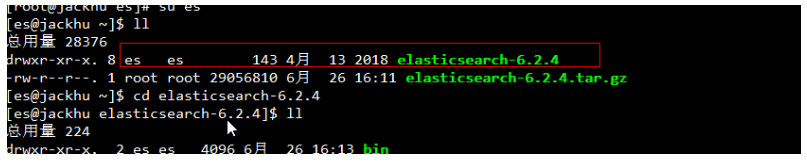 [root@jackhu es]# su es
[es@jackhu ~]$ ll
总用量 28376
drwxr-xr-x. 8 es es 143 4月 13 2018 elasticsearch-6.2.4
-rw-r--r--. 1 root root 29056810 6月 26 16:11 elasticsearch-6.2.4.tar.gz
[es@jackhu ~]$ cd elasticsearch-6.2.4
[es@jackhu elasticsearch-6.2.4]$ ll
总用量 224
drwxr-xr-x. 2 es es 4096 6月 26 16:13 bin